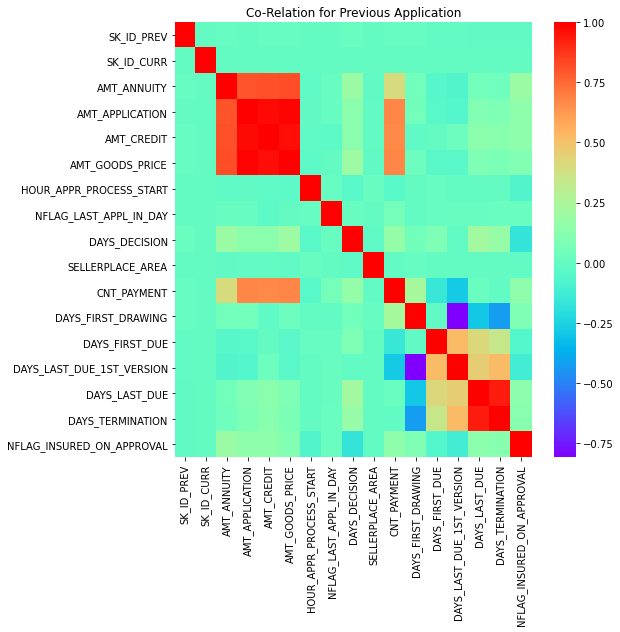 Co-Relation for Previous Application
SK_ID_PREV
SK_ID_CURR
AMT_ANNUITY
AMT_APPLICATION
AMT_CREDIT
AMT_GOODS_PRICE
HOUR_APPR_PROCESS_START
NFLAG_LAST_APPL_IN_DAY
DAYS_DECISION
SELLERPLACE_AREA
CNT_PAYMENT
DAYS_FIRST_DRAWING
DAYS_FIRST_DUE
DAYS_LAST_DUE_1ST_VERSION
DAYS_LAST_DUE
DAYS_TERMINATION
NFLAG_INSURED_ON_APPROVAL
SK_ID_PREV
SK_ID_CURR
AMT_ANNUITY
AMT_APPLICATION
AMT_CREDIT
AMT_GOODS_PRICE
HOUR_APPR_PROCESS_START
NFLAG_LAST_APPL_IN_DAY
DAYS_DECISION
SELLERPLACE_AREA
CNT_PAYMENT
DAYS_FIRST_DRAWING
DAYS_FIRST_DUE
DAYS_LAST_DUE_1ST_VERSION
DAYS_LAST_DUE
DAYS_TERMINATION
NFLAG_INSURED_ON_APPROVAL
1.00
0.75
0.50
0.25
0.00
−0.25
−0.50
−0.75